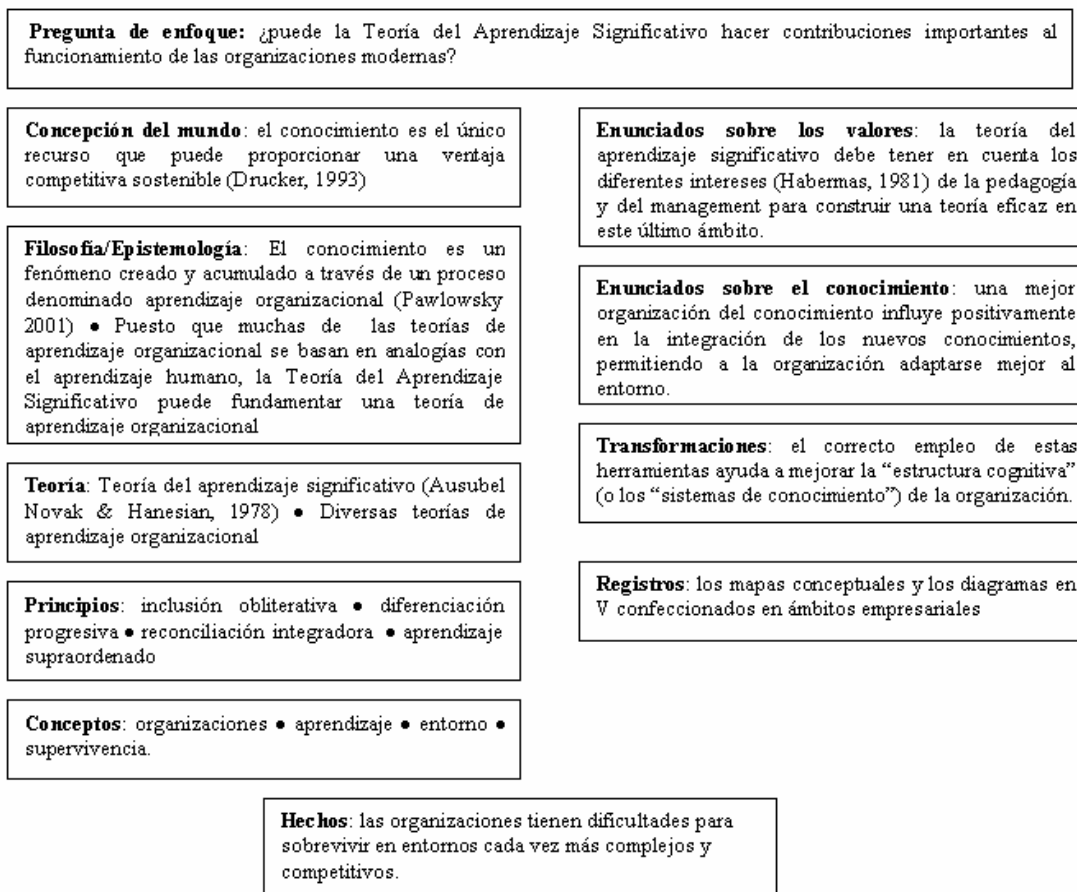 Pregunta de enfoque: ¿puede la Teoría del Aprendizaje Significativo hacer contribuciones importantes al
funcionamiento de las organizaciones modernas?
Concepción del mundo: el conocimiento es el único
recurso que puede proporcionar una ventaja
competitiva sostenible (Drucker, 1993)
Filosofía/Epistemología: El conocimiento es un
fenómeno creado y acumulado a través de un proceso
denominado aprendizaje organizacional (Pawlowsky
2001) ● Puesto que muchas de las teorías de
aprendizaje organizacional se basan en analogías con
el aprendizaje humano, la Teoría del Aprendizaje
Significativo puede fundamentar una teoría de
aprendizaje organizacional
Teoría: Teoría del aprendizaje significativo (Ausubel
Novak & Hanesian, 1978) ● Diversas teorías de
aprendizaje organizacional
Principios: inclusión obliterativa ● diferenciación
progresiva ● reconciliación integradora ● aprendizaje
supraordenado
Conceptos: organizaciones ● aprendizaje ● entorno ●
supervivencia.
Enunciados sobre los valores: la teoría del
aprendizaje significativo debe tener en cuenta los
diferentes intereses (Habermas, 1981) de la pedagogía
y del management para construir una teoría eficaz en
este último ámbito.
Enunciados sobre el conocimiento: una mejor
organización del conocimiento influye positivamente
en la integración de los nuevos conocimientos,
permitiendo a la organización adaptarse mejor al
entorno.
Transformaciones: el correcto empleo de estas
herramientas ayuda a mejorar la “estructura cognitiva”
(o los “sistemas de conocimiento”) de la organización.
Registros: los mapas conceptuales y los diagramas en
V confeccionados en ámbitos empresariales
Hechos: las organizaciones tienen dificultades para
sobrevivir en entornos cada vez más complejos y
competitivos.